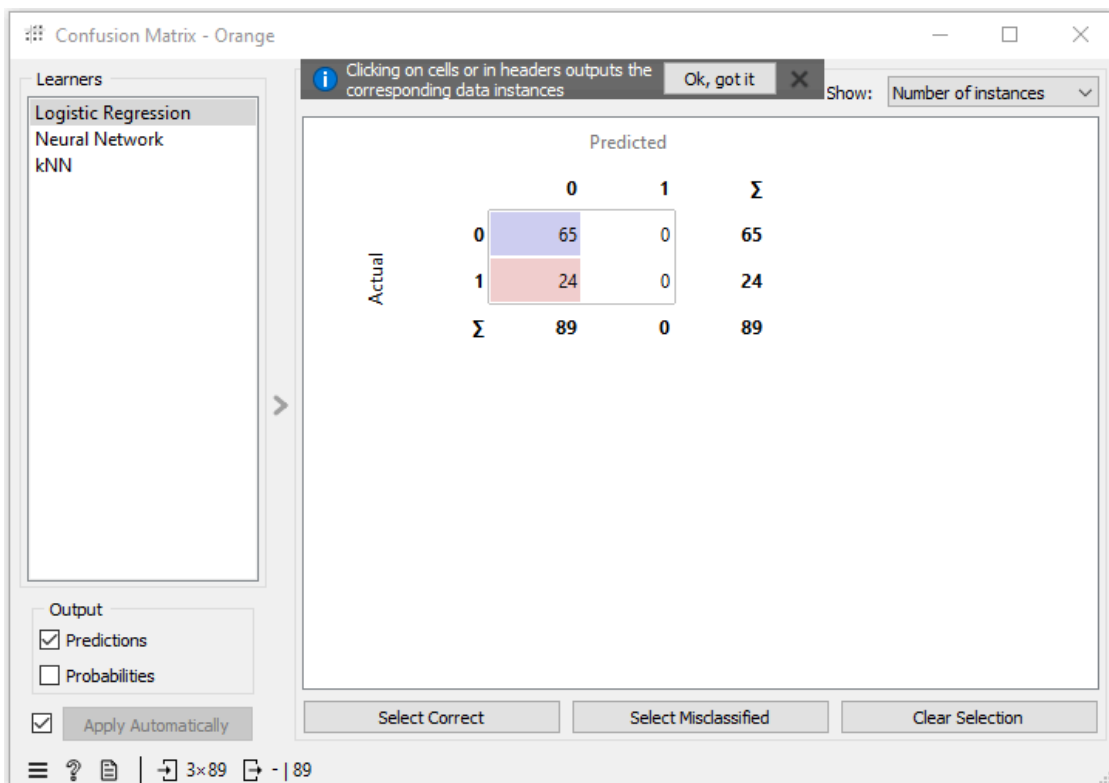 Confusion Matrix - Orange
Learners
Logistic Regression
Neural Network
kNN
Clicking on cells or in headers outputs the
corresponding data instances
Ok, got it
Show: Number of instances
Predicted
0 1 Σ
Actual
0 65 0 65
1 24 0 24
Σ 89 0 89
Output
Predictions
Probabilities
Apply Automatically
Select Correct Select Misclassified Clear Selection
? 3×89 - | 89